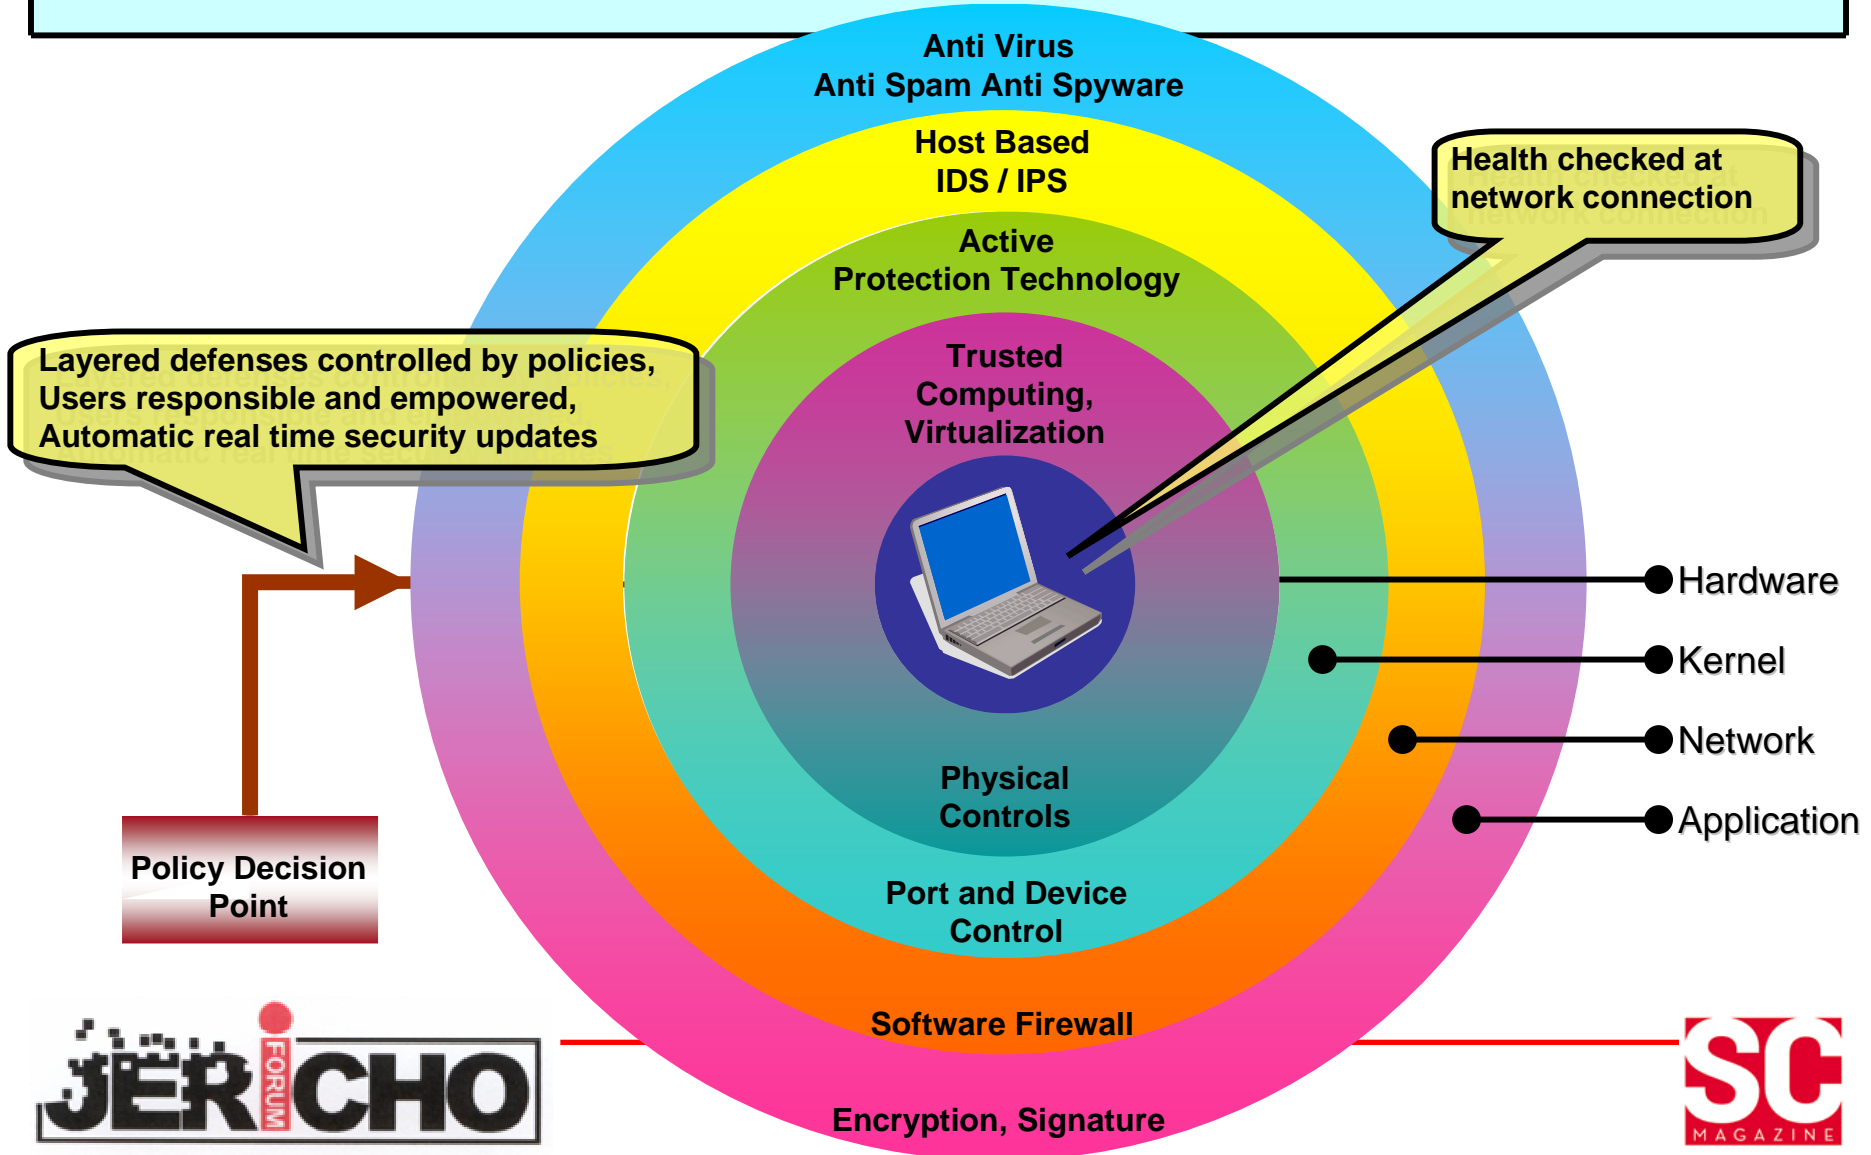 Anti Virus
Anti Spam Anti Spyware
Host Based
IDS / IPS
Health checked at
network connection
Active
Protection Technology
Layered defenses controlled by policies,
Users responsible and empowered,
Automatic real time security updates
Trusted
Computing,
Virtualization
Hardware
Kernel
Network
Application
Physical
Controls
Policy Decision
Point
Port and Device
Control
Software Firewall
Encryption, Signature
JERiCHO
FORUM
SC
MAGAZINE